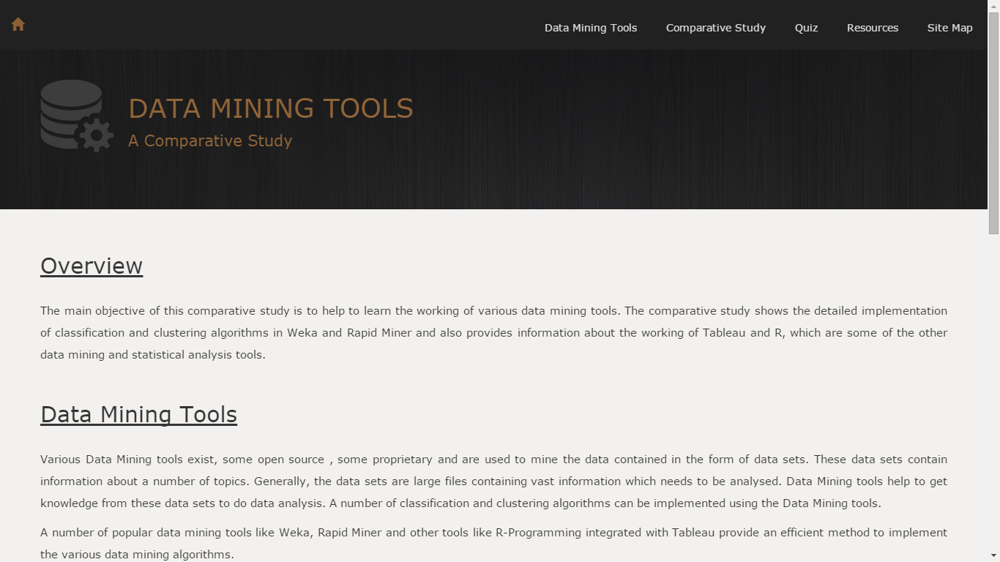 Data Mining Tools Comparative Study Quiz Resources Site Map
DATA MINING TOOLS
A Comparative Study
Overview
The main objective of this comparative study is to help to learn the working of various data mining tools. The comparative study shows the detailed implementation
of classification and clustering algorithms in Weka and Rapid Miner and also provides information about the working of Tableau and R, which are some of the other
data mining and statistical analysis tools.
Data Mining Tools
Various Data Mining tools exist, some open source , some proprietary and are used to mine the data contained in the form of data sets. These data sets contain
information about a number of topics. Generally, the data sets are large files containing vast information which needs to be analysed. Data Mining tools help to get
knowledge from these data sets to do data analysis. A number of classification and clustering algorithms can be implemented using the Data Mining tools.
A number of popular data mining tools like Weka, Rapid Miner and other tools like R-Programming integrated with Tableau provide an efficient method to implement
the various data mining algorithms.